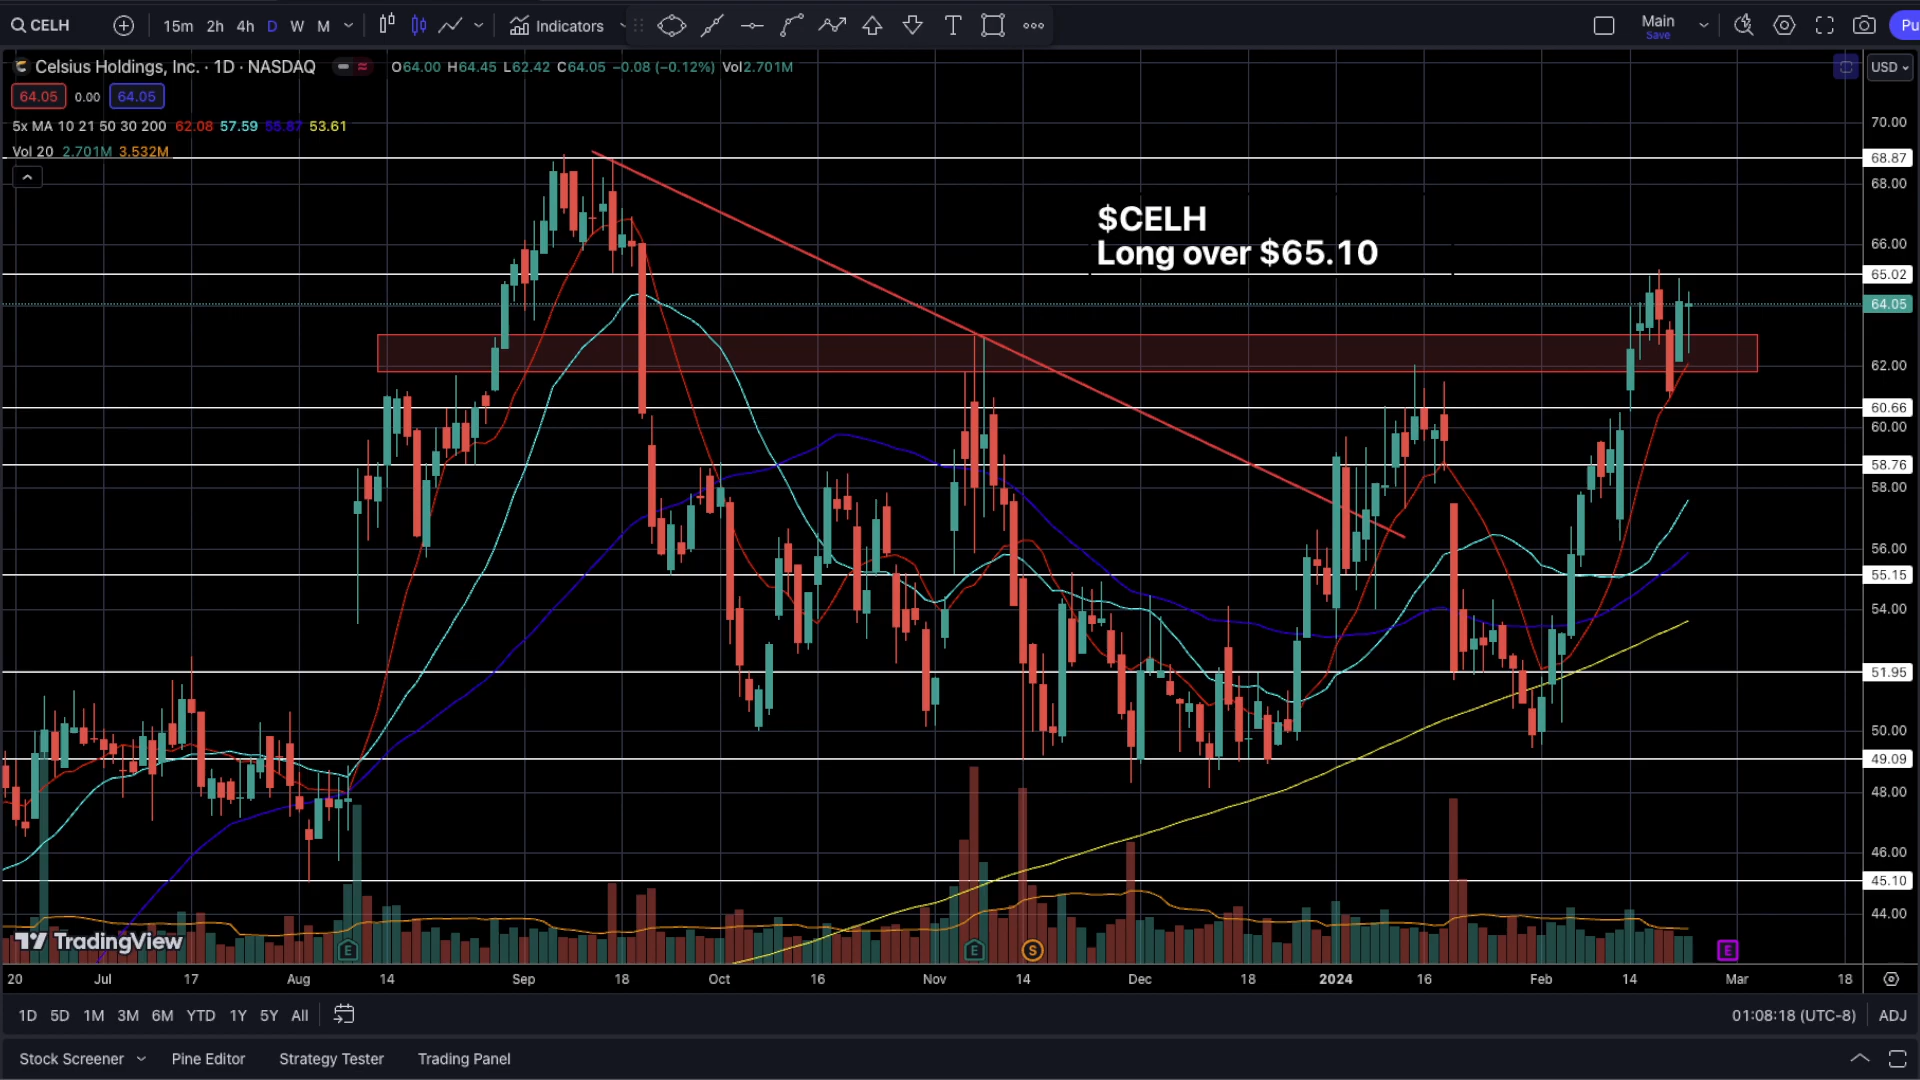 CELH 15m 2h 4h D W M Indicators Main Save Pu
Celsius Holdings, Inc. · 1D · NASDAQ O64.00 H64.45 L62.42 C64.05 −0.08 (−0.12%) Vol2.701M USD
64.05 0.00 64.05
5x MA 10 21 50 30 200 62.08 57.59 55.87 53.61
Vol 20 2.701M 3.532M
$CELH
Long over $65.10
70.00
68.87
68.00
66.00
65.02
64.05
62.00
60.66
60.00
58.76
58.00
56.00
55.15
54.00
51.95
50.00
49.09
48.00
46.00
45.10
44.00
TradingView
E E S E
20 Jul 17 Aug 14 Sep 18 Oct 16 Nov 14 Dec 18 2024 16 Feb 14 Mar 18
1D 5D 1M 3M 6M YTD 1Y 5Y All 01:08:18 (UTC-8) ADJ
Stock Screener Pine Editor Strategy Tester Trading Panel